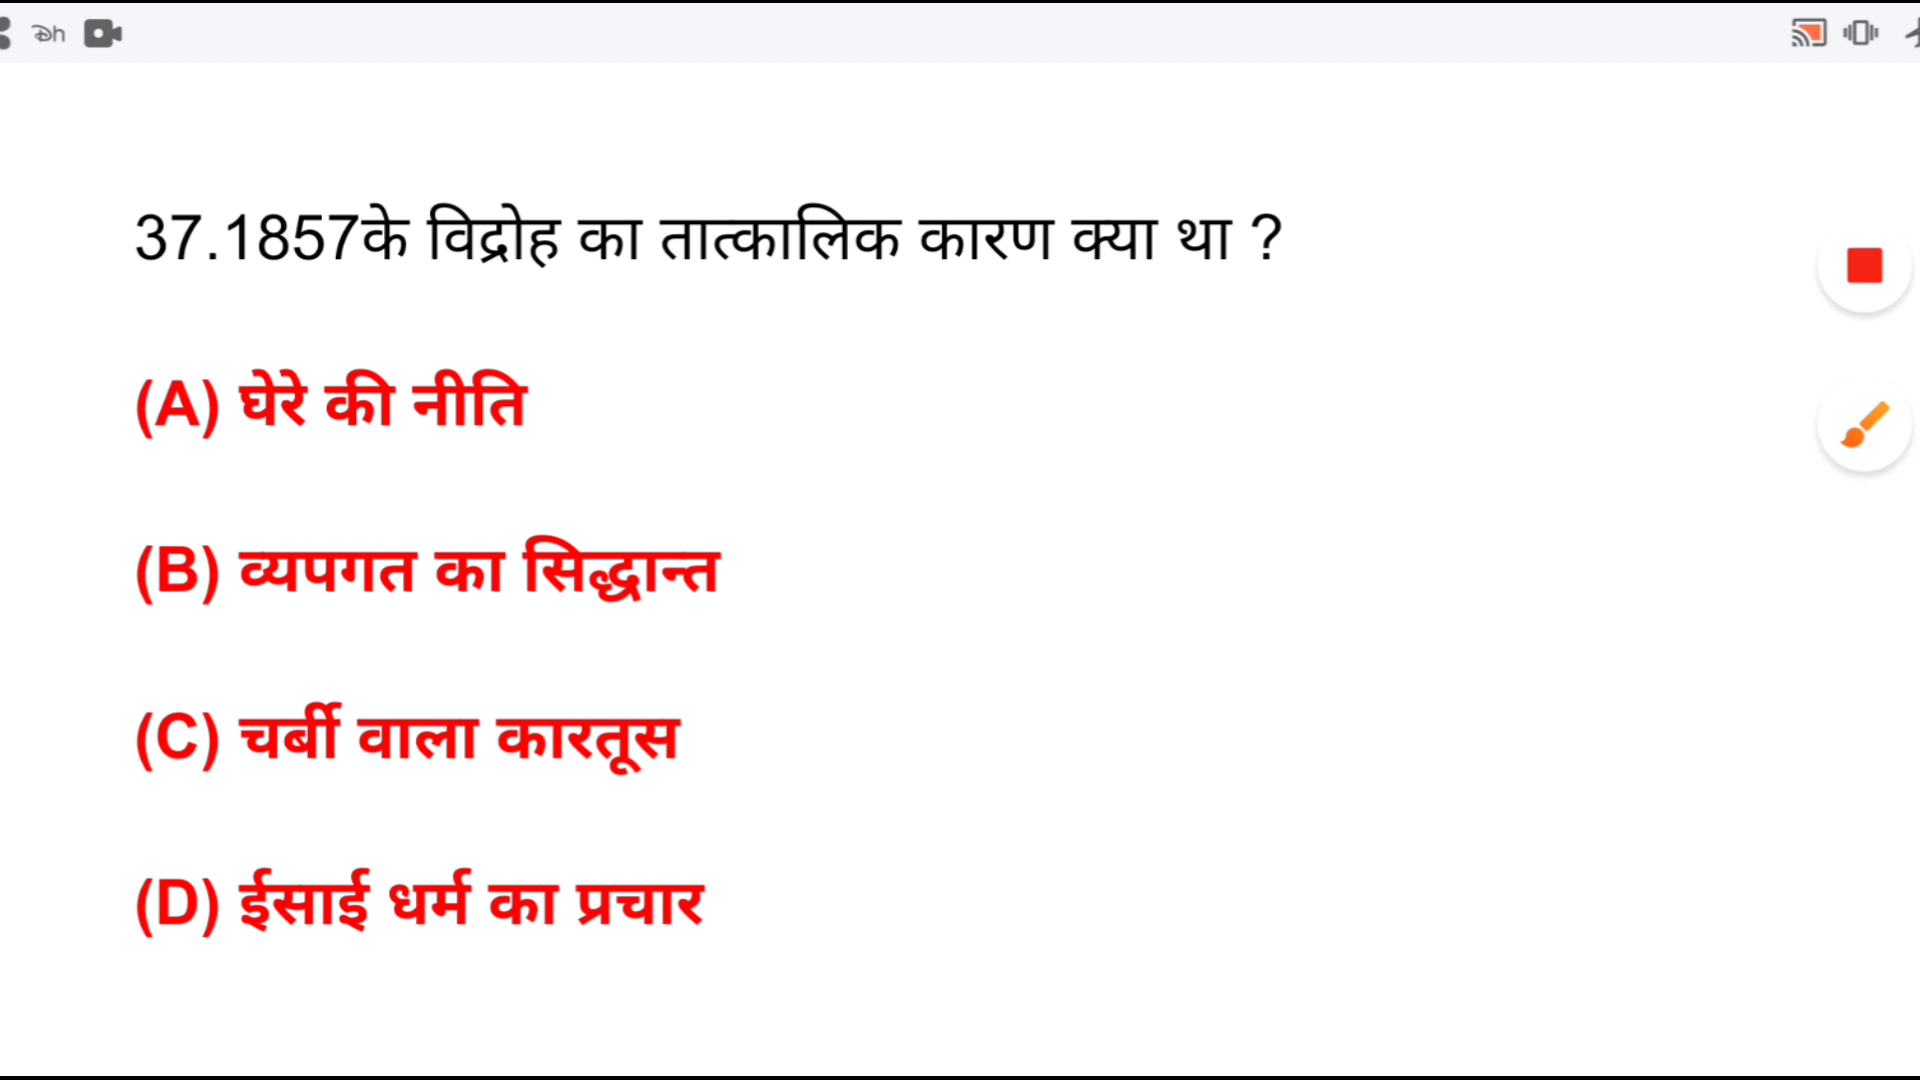 37.1857के विद्रोह का तात्कालिक कारण क्या था ?
(A) घेरे की नीति
(B) व्यपगत का सिद्धान्त
(C) चर्बी वाला कारतूस
(D) ईसाई धर्म का प्रचार